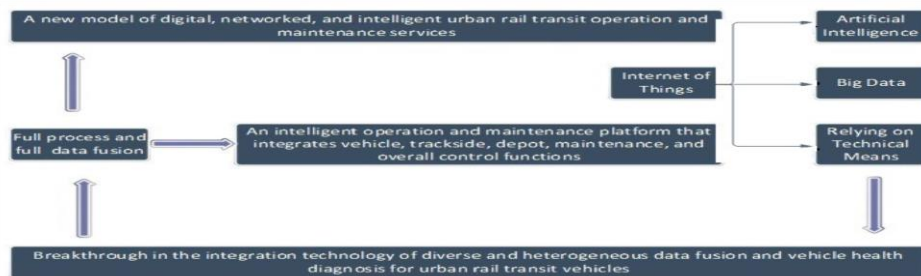 A new model of digital, networked, and intelligent urban rail transit operation and
maintenance services
Artificial
Intelligence
Internet of
Things
Big Data
Full process and
full data fusion
An intelligent operation and maintenance platform that
integrates vehicle, trackside, depot, maintenance, and
overall control functions
Relying on
Technical
Means
Breakthrough in the integration technology of diverse and heterogeneous data fusion and vehicle health
diagnosis for urban rail transit vehicles